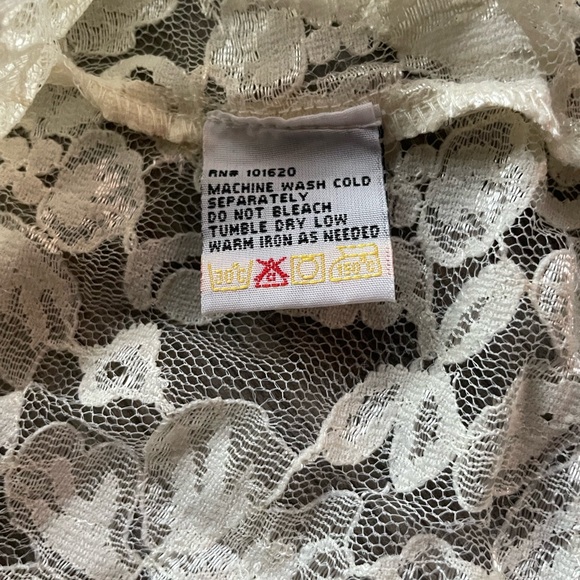 RN# 101620
MACHINE WASH COLD
SEPARATELY
DO NOT BLEACH
TUMBLE DRY LOW
WARM IRON AS NEEDED